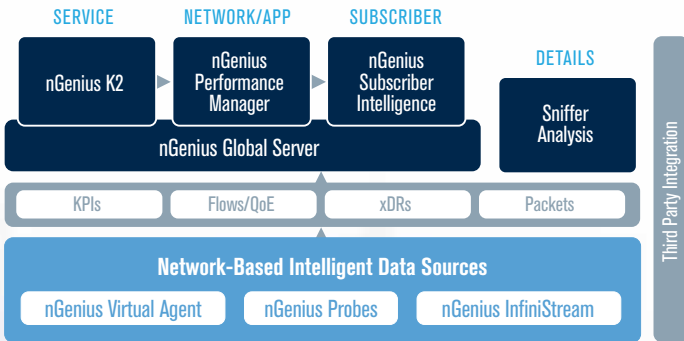 SERVICE
NETWORK/APP
SUBSCRIBER
DETAILS
nGenius K2
nGenius
Performance
Manager
nGenius
Subscriber
Intelligence
Sniffer
Analysis
nGenius Global Server
KPIs
Flows/QoE
xDRs
Packets
Network-Based Intelligent Data Sources
nGenius Virtual Agent
nGenius Probes
nGenius InfiniStream
Third Party Integration